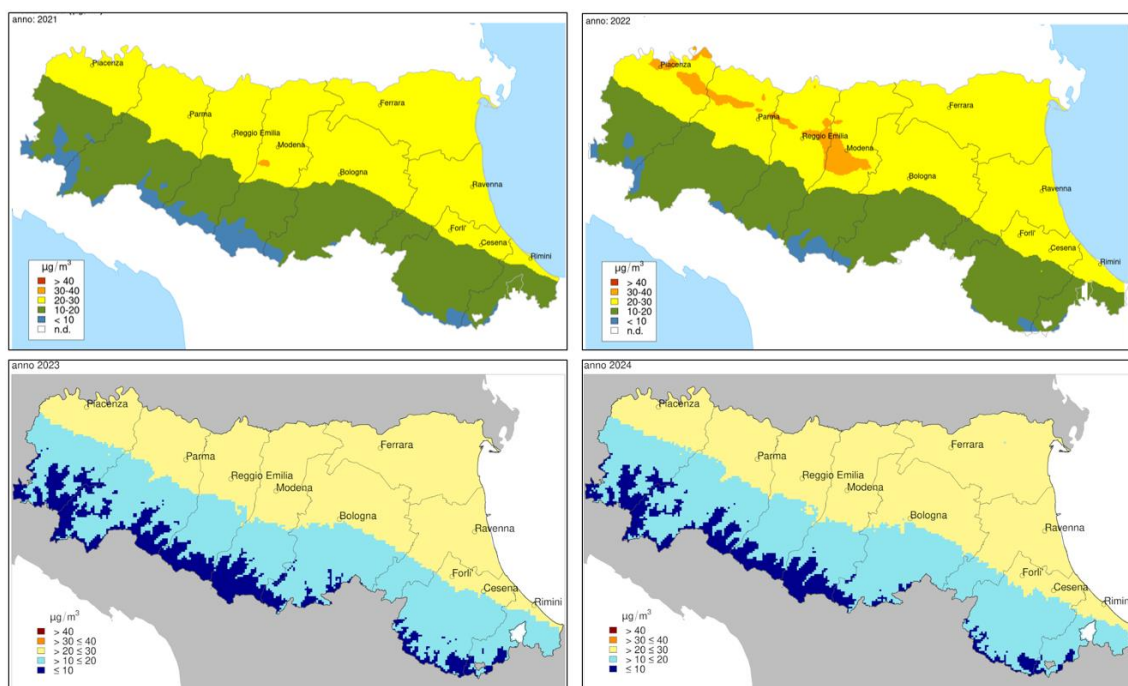 µg/m³
anno: 2021
Piacenza
Parma
Reggio Emilia
Modena
Ferrara
Bologna
Ravenna
Forli'
Cesena
Rimini
µg/m³
> 40
30-40
20-30
10-20
< 10
n.d.
anno: 2022
Piacenza
Parma
Reggio Emilia
Modena
Ferrara
Bologna
Ravenna
Forli'
Cesena
Rimini
µg/m³
> 40
30-40
20-30
10-20
< 10
n.d.
anno 2023
Piacenza
Parma
Reggio Emilia
Modena
Ferrara
Bologna
Ravenna
Forli'
Cesena
Rimini
µg/m³
> 40
> 30 ≤ 40
> 20 ≤ 30
> 10 ≤ 20
≤ 10
anno 2024
Piacenza
Parma
Reggio Emilia
Modena
Ferrara
Bologna
Ravenna
Forli'
Cesena
Rimini
µg/m³
> 40
> 30 ≤ 40
> 20 ≤ 30
> 10 ≤ 20
≤ 10